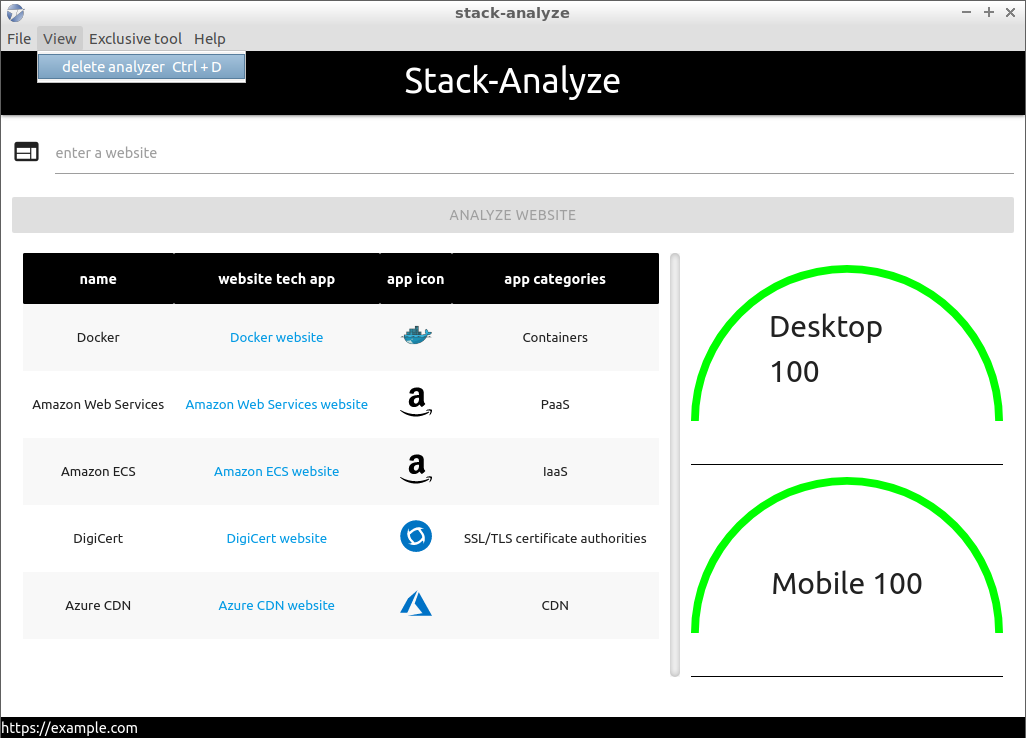 stack-analyze
File View Exclusive tool Help
delete analyzer Ctrl + D
Stack-Analyze
enter a website
ANALYZE WEBSITE
name website tech app app icon app categories
Docker Docker website Containers
Amazon Web Services Amazon Web Services website a PaaS
Amazon ECS Amazon ECS website a IaaS
DigiCert DigiCert website SSL/TLS certificate authorities
Azure CDN Azure CDN website CDN
Desktop
100
Mobile 100
https://example.com